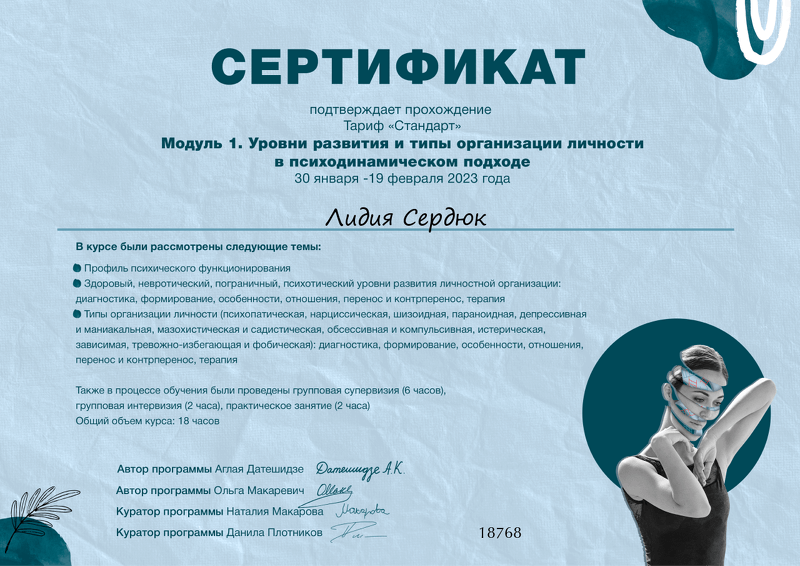 СЕРТИФИКАТ
подтверждает прохождение
Тариф «Стандарт»
Модуль 1. Уровни развития и типы организации личности
в психодинамическом подходе
30 января -19 февраля 2023 года
Лидия Сердюк
В курсе были рассмотрены следующие темы:
Профиль психического функционирования
Здоровый, невротический, пограничный, психотический уровни развития личностной организации:
диагностика, формирование, особенности, отношения, перенос и контрперенос, терапия
Типы организации личности (психопатическая, нарциссическая, шизоидная, параноидная, депрессивная
и маниакальная, мазохистическая и садистическая, обсессивная и компульсивная, истерическая,
зависимая, тревожно-избегающая и фобическая): диагностика, формирование, особенности, отношения,
перенос и контрперенос, терапия
Также в процессе обучения были проведены групповая супервизия (6 часов),
групповая интервизия (2 часа), практическое занятие (2 часа)
Общий объем курса: 18 часов
Автор программы Аглая Датешидзе Датешидзе А.К.
Автор программы Ольга Макаревич
Куратор программы Наталия Макарова Макарова
Куратор программы Данила Плотников
18768